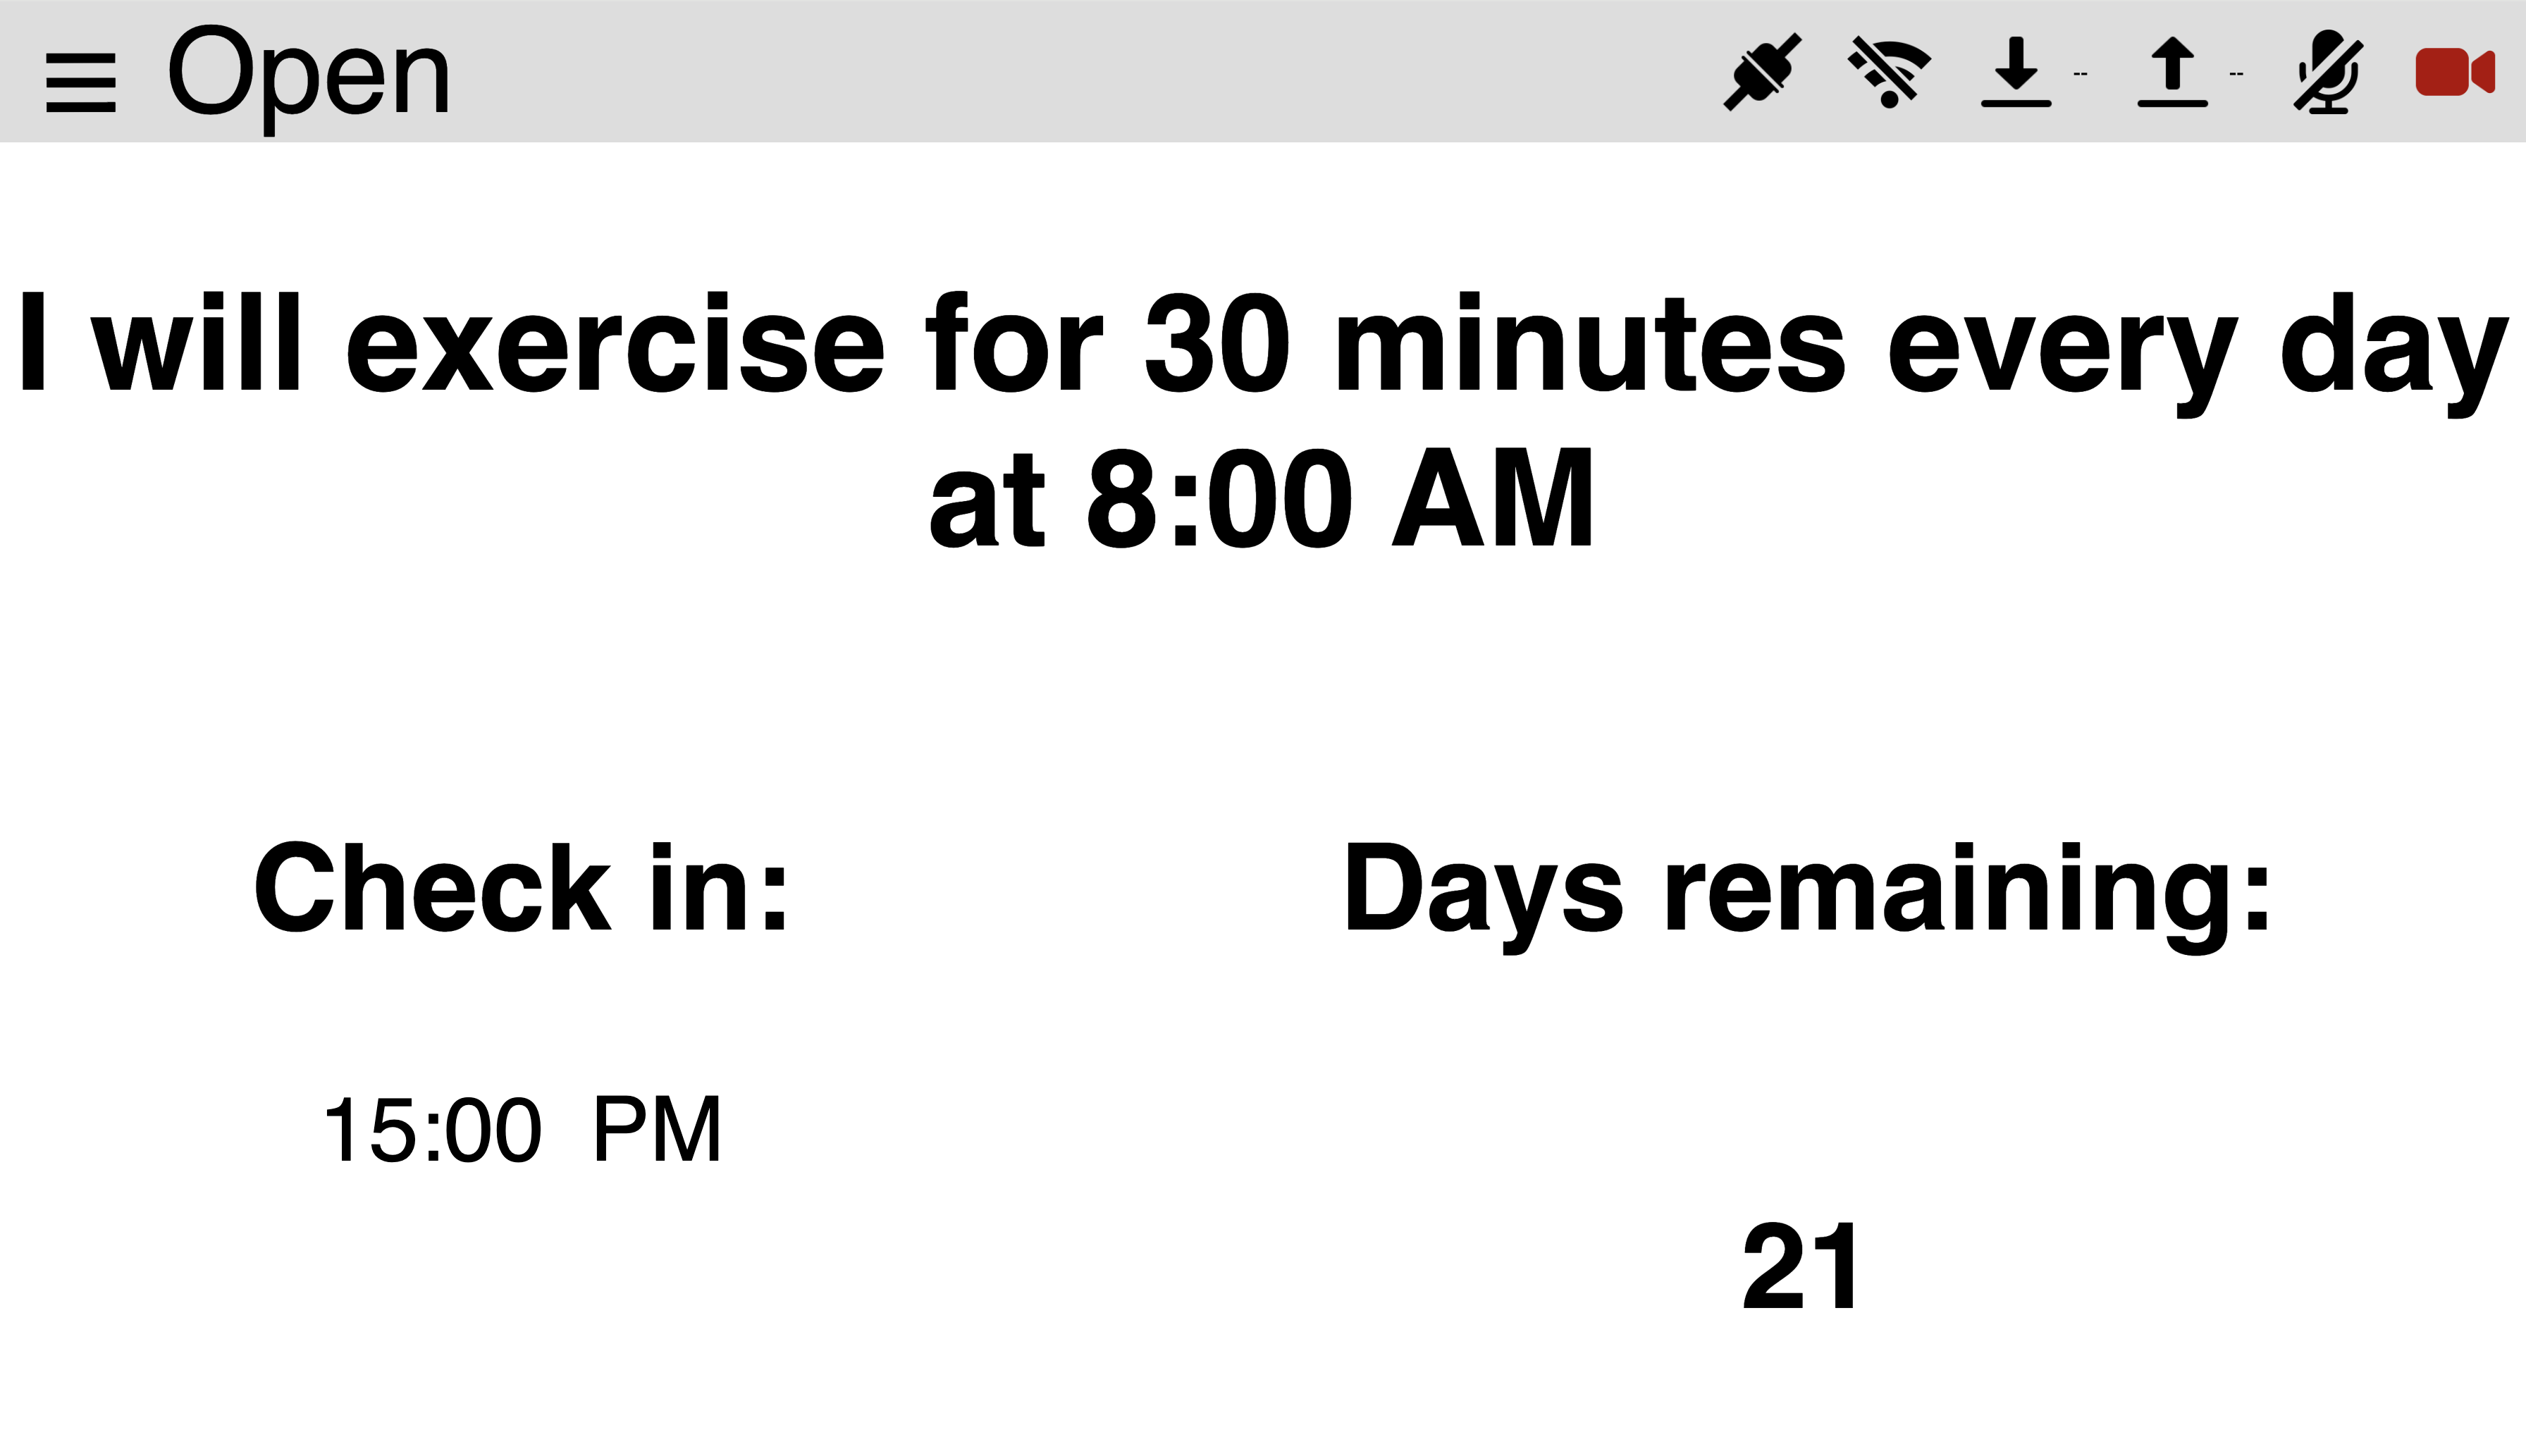 Open
-- --
I will exercise for 30 minutes every day
at 8:00 AM
Check in:
Days remaining:
15:00 PM
21